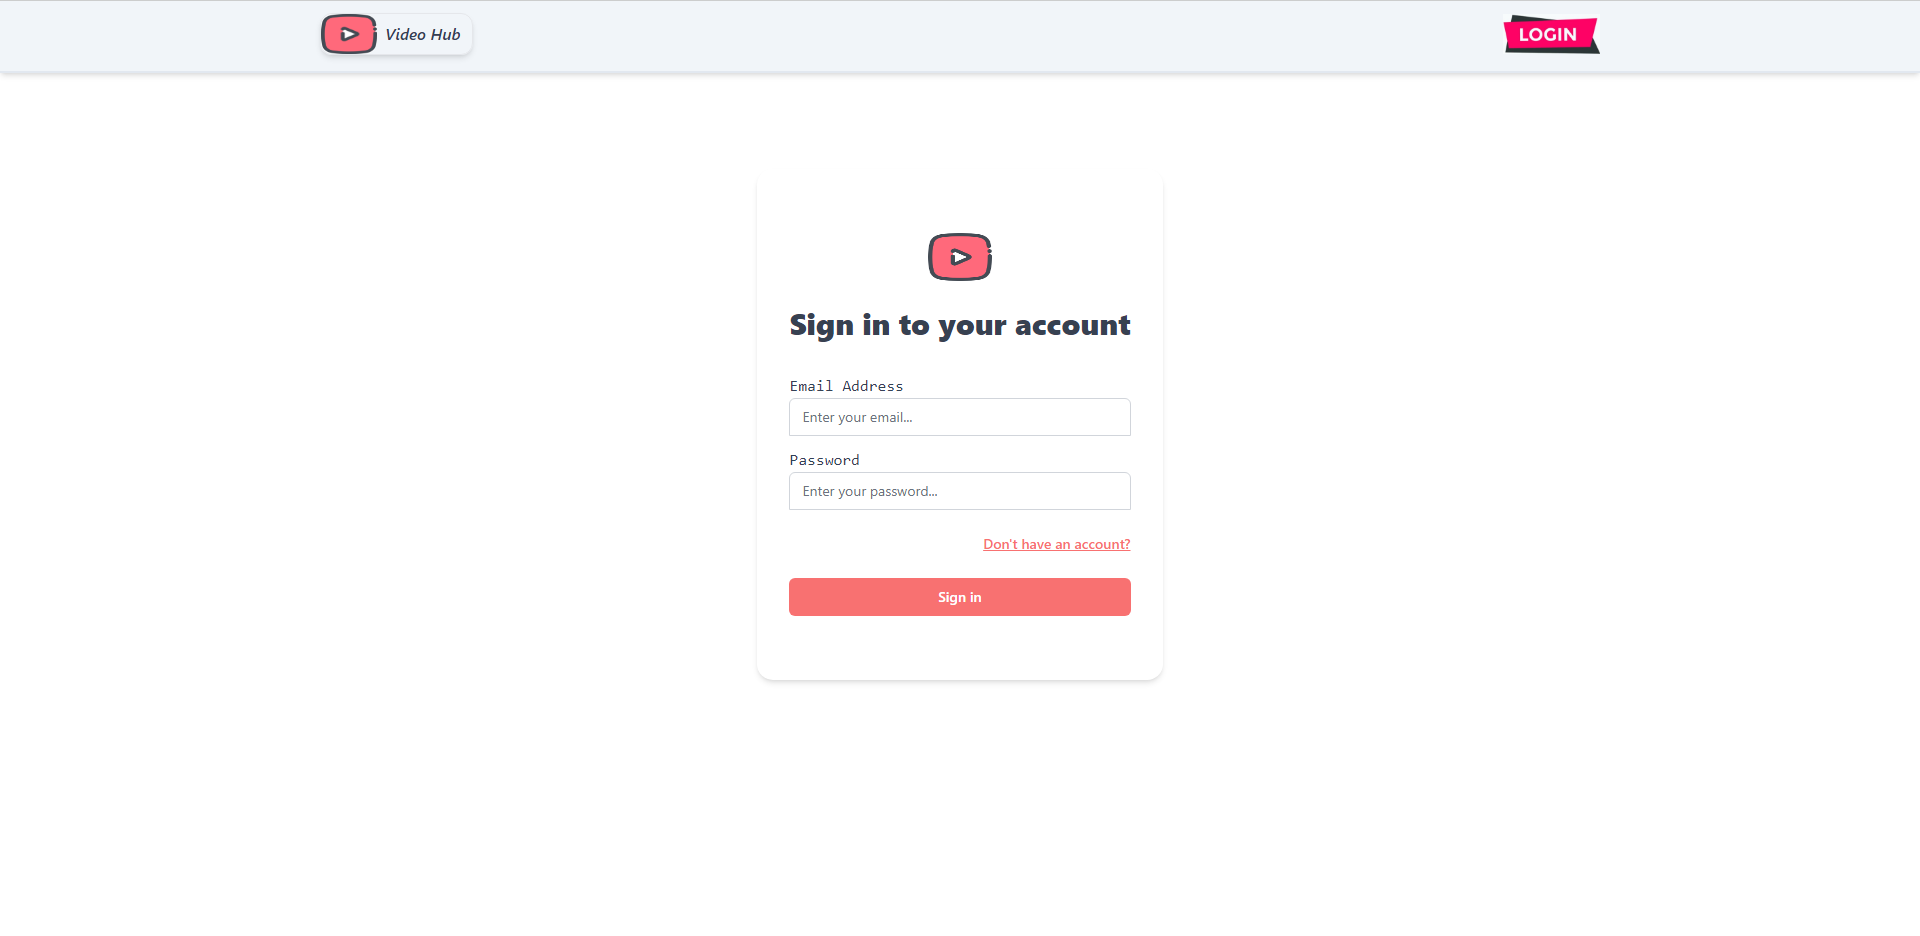 Video Hub
LOGIN
Sign in to your account
Email Address
Enter your email...
Password
Enter your password...
Don't have an account?
Sign in